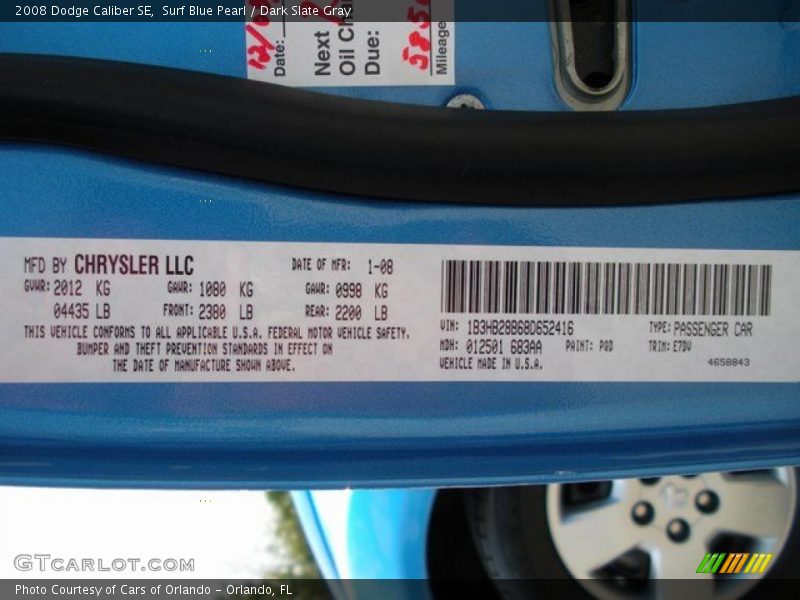 2008 Dodge Caliber SE, Surf Blue Pearl / Dark Slate Gray
Date:
Next
Oil
Due:
Mileage
MFD BY CHRYSLER LLC
DATE OF MFR: 1-08
GVWR: 2012 KG GAWR: 1080 KG GAWR: 0998 KG
04435 LB FRONT: 2380 LB REAR: 2200 LB
THIS VEHICLE CONFORMS TO ALL APPLICABLE U.S.A. FEDERAL MOTOR VEHICLE SAFETY,
BUMPER AND THEFT PREVENTION STANDARDS IN EFFECT ON
THE DATE OF MANUFACTURE SHOWN ABOVE.
VIN: 1B3HB28B68D652416 TYPE: PASSENGER CAR
MDH: 012501 683AA PAINT: PQD TRIM: E7DV
VEHICLE MADE IN U.S.A. 4658843
GTCARLOT.COM
Photo Courtesy of Cars of Orlando - Orlando, FL